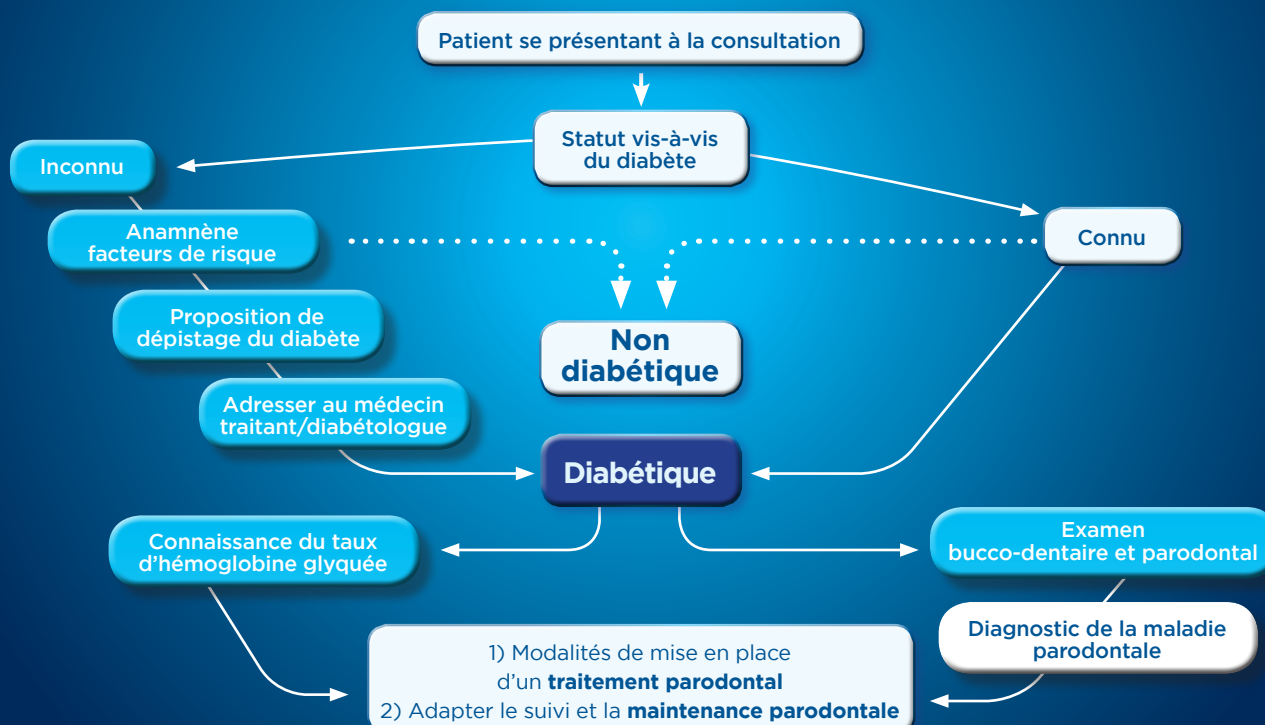 Patient se présentant à la consultation
Statut vis-à-vis
du diabète
Inconnu
Connu
Anamnène
facteurs de risque
Proposition de
dépistage du diabète
Non
diabétique
Adresser au médecin
traitant/diabétologue
Diabétique
Connaissance du taux
d'hémoglobine glyquée
Examen
bucco-dentaire et parodontal
Diagnostic de la maladie
parodontale
1) Modalités de mise en place
d'un traitement parodontal
2) Adapter le suivi et la maintenance parodontale